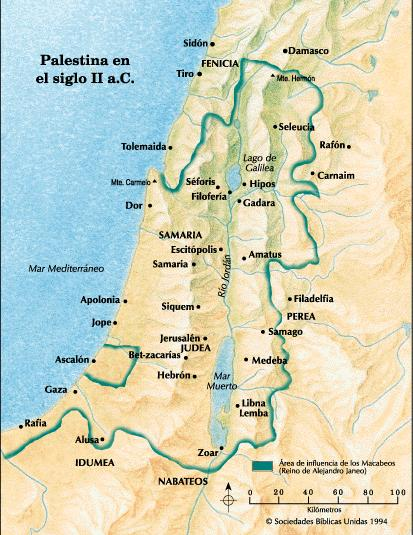 Palestina en
el siglo II a.C.
Sidón
Damasco
FENICIA
Tiro
Mte. Hermón
Seleucia
Tolemaida
Rafón
Lago de
Galilea
Carnaim
Mte. Carmelo
Séforis
Hipos
Filofería
Gadara
Dor
SAMARIA
Escitópolis
Amatus
Samaria
Mar Mediterráneo
Río Jordán
Apolonia
Filadelfia
Siquem
PEREA
Jope
Samago
Jerusalén
JUDEA
Bet-zacarías
Ascalón
Medeba
Hebrón
Mar
Muerto
Gaza
Libna
Lemba
Rafia
Alusa
Zoar
IDUMEA
NABATEOS
Área de influencia de los Macabeos
(Reino de Alejandro Janeo)
0 20 40 60 80 100
Kilómetros
© Sociedades Bíblicas Unidas 1994